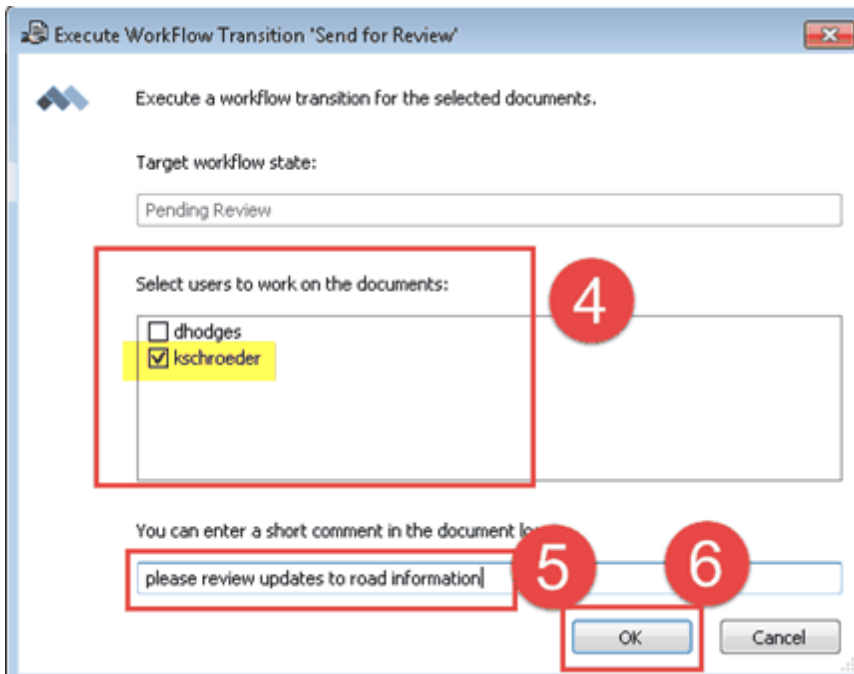 Execute WorkFlow Transition 'Send for Review'
Execute a workflow transition for the selected documents.
Target workflow state:
Pending Review
Select users to work on the documents:
4
dhodges
kschroeder
You can enter a short comment in the document
please review updates to road information
5
6
OK
Cancel